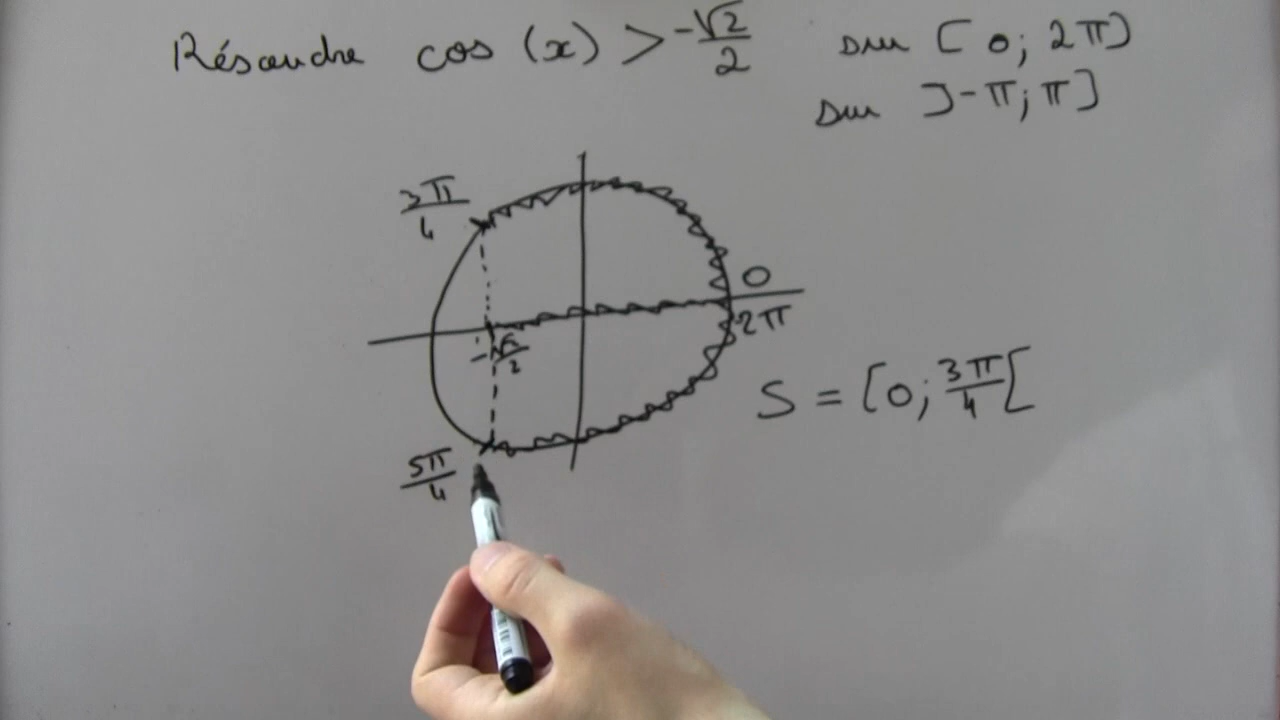 Résoudre cos (x) > -√2/2 sur [0; 2π]
sur ]-π; π]
3π/4
0
2π
-√2/2
S = [0; 3π/4[
5π/4